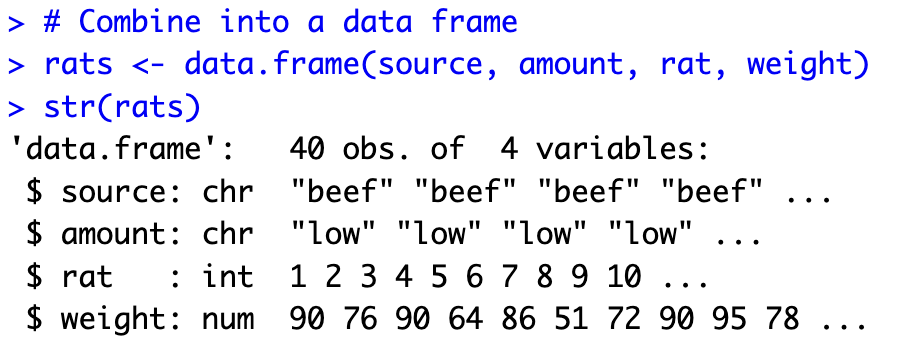 > # Combine into a data frame
> rats <- data.frame(source, amount, rat, weight)
> str(rats)
'data.frame':   40 obs. of  4 variables:
 $ source: chr  "beef" "beef" "beef" "beef" ...
 $ amount: chr  "low" "low" "low" "low" ...
 $ rat   : int  1 2 3 4 5 6 7 8 9 10 ...
 $ weight: num  90 76 90 64 86 51 72 90 95 78 ...